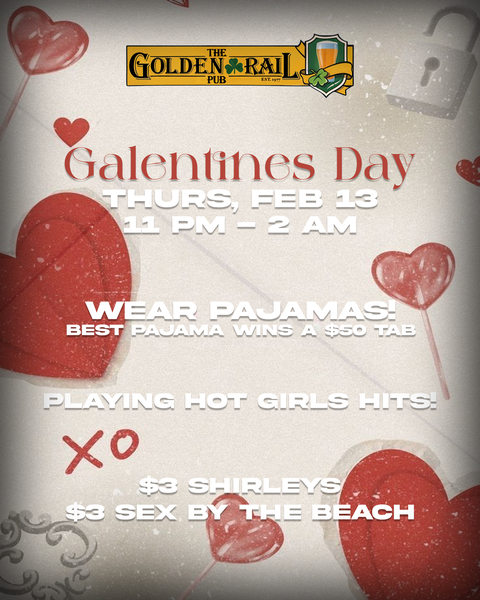 THE
GOLDEN RAIL
PUB
EST. 1977
Galentines Day
THURS, FEB 13
11 PM – 2 AM
WEAR PAJAMAS!
BEST PAJAMA WINS A $50 TAB
PLAYING HOT GIRLS HITS!
XO
$3 SHIRLEYS
$3 SEX BY THE BEACH